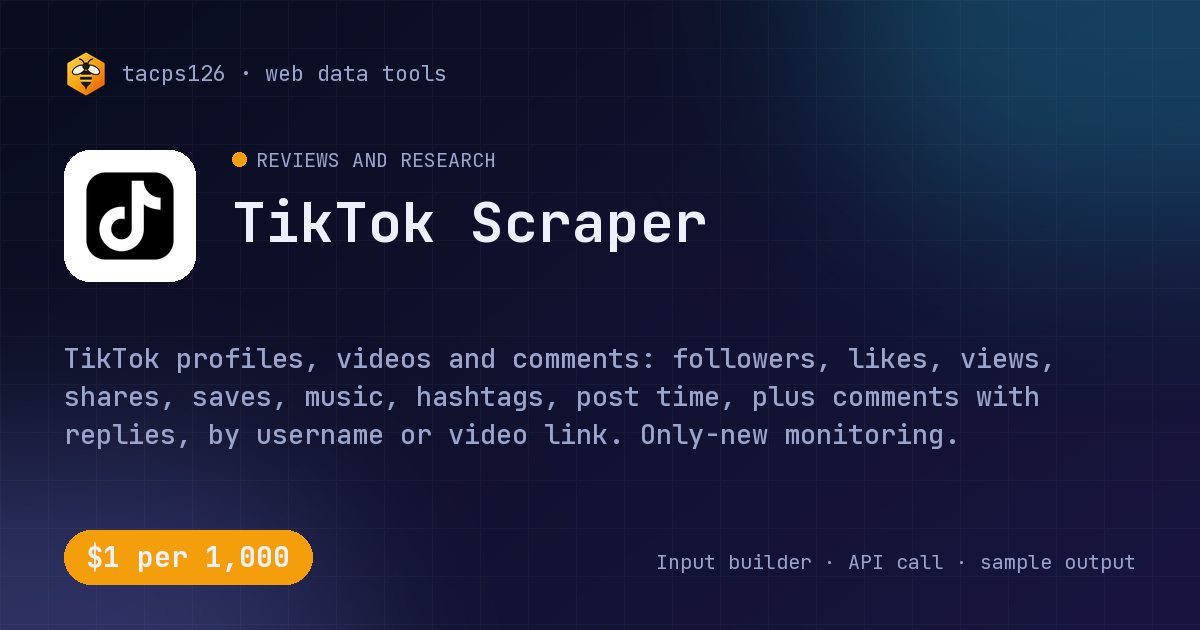 tacps126 · web data tools
REVIEWS AND RESEARCH
TikTok Scraper
TikTok profiles, videos and comments: followers, likes, views,
shares, saves, music, hashtags, post time, plus comments with
replies, by username or video link. Only-new monitoring.
$1 per 1,000
Input builder · API call · sample output